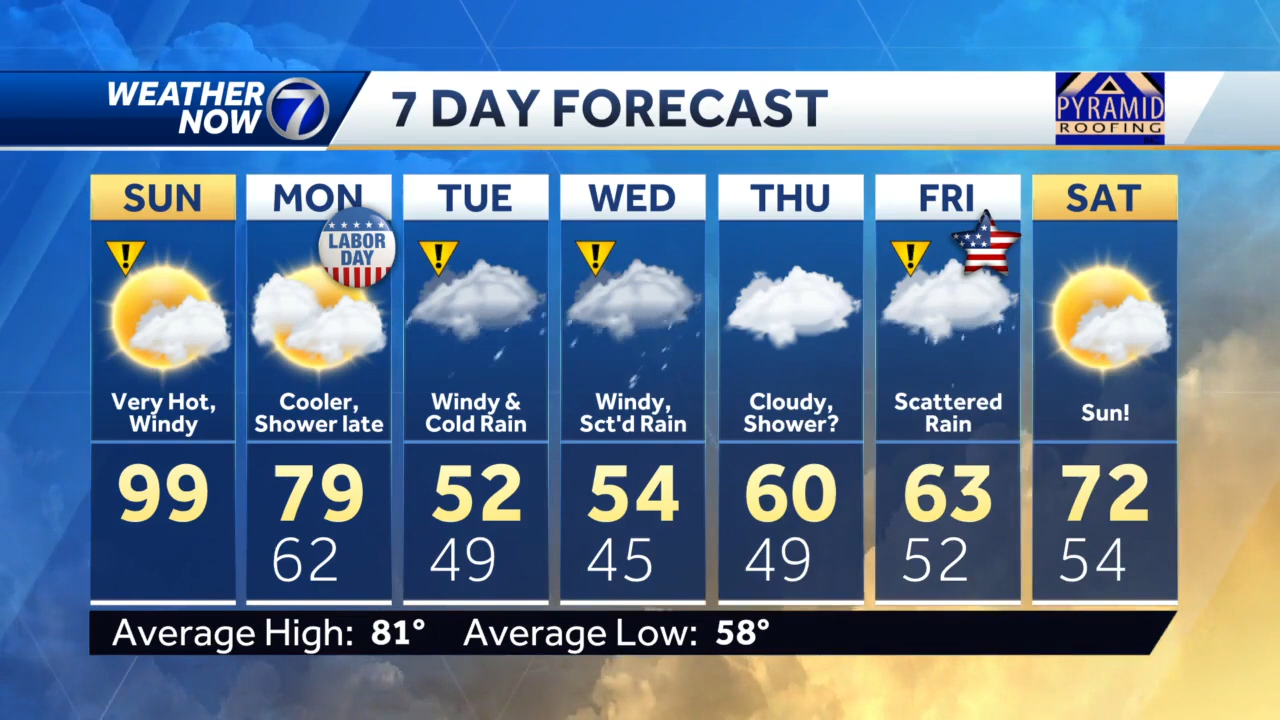 WEATHER
NOW 7
7 DAY FORECAST
PYRAMID
ROOFING
SUN
MON
TUE
WED
THU
FRI
SAT
LABOR
DAY
!
!
!
!
Very Hot,
Windy
Cooler,
Shower late
Windy &
Cold Rain
Windy,
Sct'd Rain
Cloudy,
Shower?
Scattered
Rain
Sun!
99
79
52
54
60
63
72
62
49
45
49
52
54
Average High: 81° Average Low: 58°